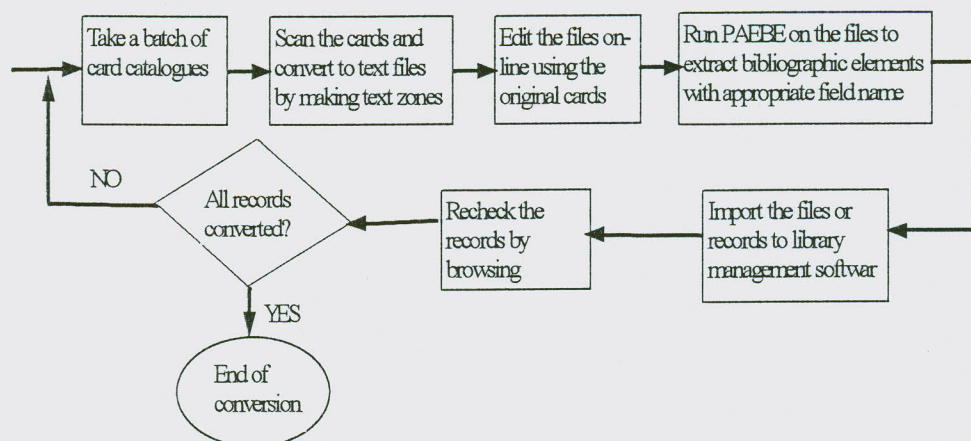 Take a batch of
card catalogues
Scan the cards and
convert to text files
by making text zones
Edit the files on-
line using the
original cards
Run PAEBE on the files to
extract bibliographic elements
with appropriate field name
Import the files or
records to library
management softwar
Recheck the
records by
browsing
All records
converted?
NO
YES
End of
conversion